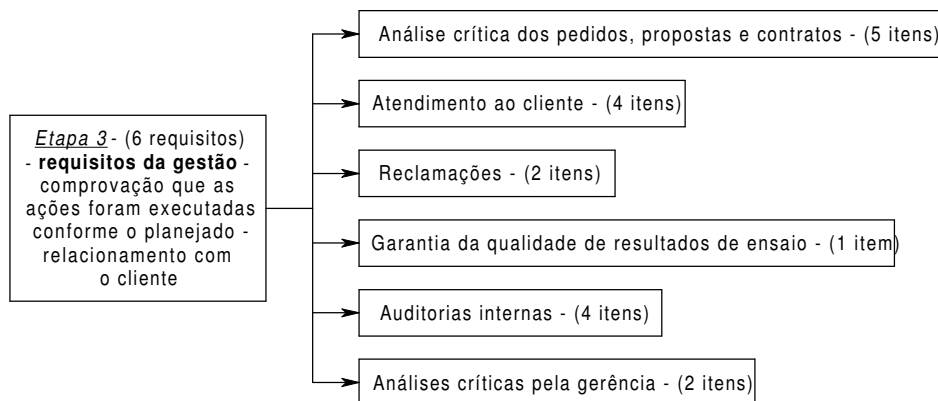 Etapa 3 - (6 requisitos)
- requisitos da gestão -
comprovação que as
ações foram executadas
conforme o planejado -
relacionamento com
o cliente
Análise crítica dos pedidos, propostas e contratos - (5 itens)
Atendimento ao cliente - (4 itens)
Reclamações - (2 itens)
Garantia da qualidade de resultados de ensaio - (1 item)
Auditorias internas - (4 itens)
Análises críticas pela gerência - (2 itens)